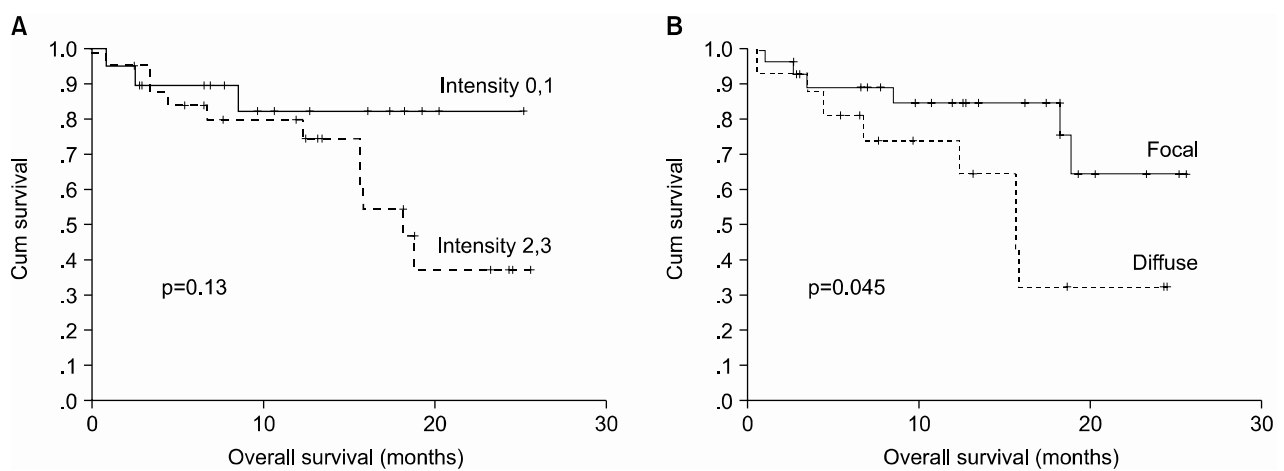 A
1.0
.9
.8
.7
.6
.5
.4
.3
.2
.1
.0
Cum survival
Intensity 0,1
Intensity 2,3
p=0.13
0 10 20 30
Overall survival (months)
B
1.0
.9
.8
.7
.6
.5
.4
.3
.2
.1
.0
Cum survival
Focal
Diffuse
p=0.045
0 10 20 30
Overall survival (months)